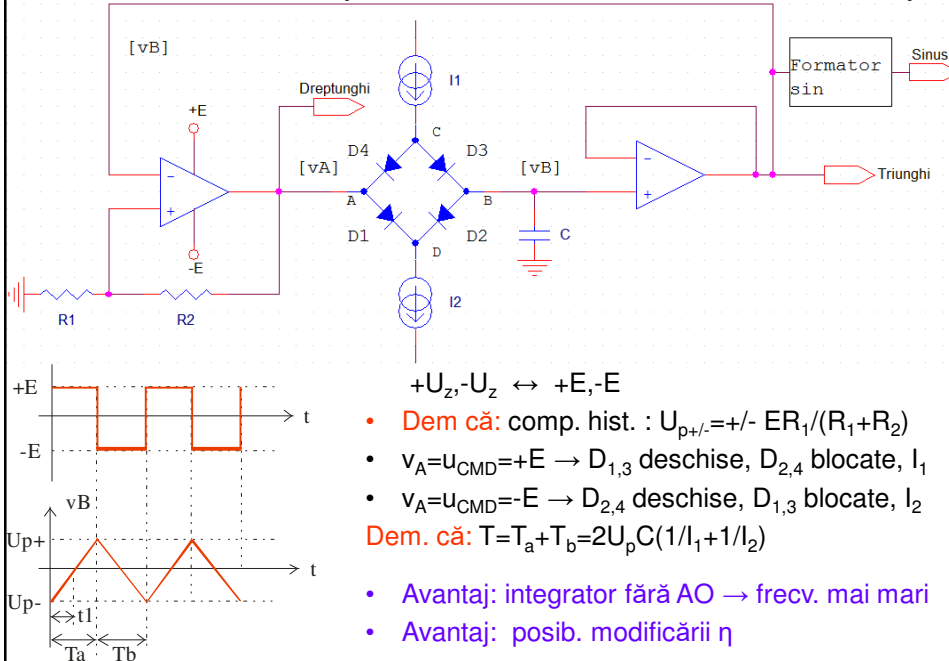 [vB]
+E
Dreptunghi
I1
Formator
sin
Sinus
C
D4
D3
[vA]
[vB]
−
+
A
B
−
+
Triunghi
D1
D2
D
C
-E
R1
R2
I2
+E
-E
t
vB
Up+
Up-
t
t1
Ta
Tb
+Uz,-Uz ↔ +E,-E
• Dem că: comp. hist. : Up+/-=+/- ER1/(R1+R2)
• vA=uCMD=+E → D1,3 deschise, D2,4 blocate, I1
• vA=uCMD=-E → D2,4 deschise, D1,3 blocate, I2
Dem. că: T=Ta+Tb=2UpC(1/I1+1/I2)
• Avantaj: integrator fără AO → frecv. mai mari
• Avantaj: posib. modificării η